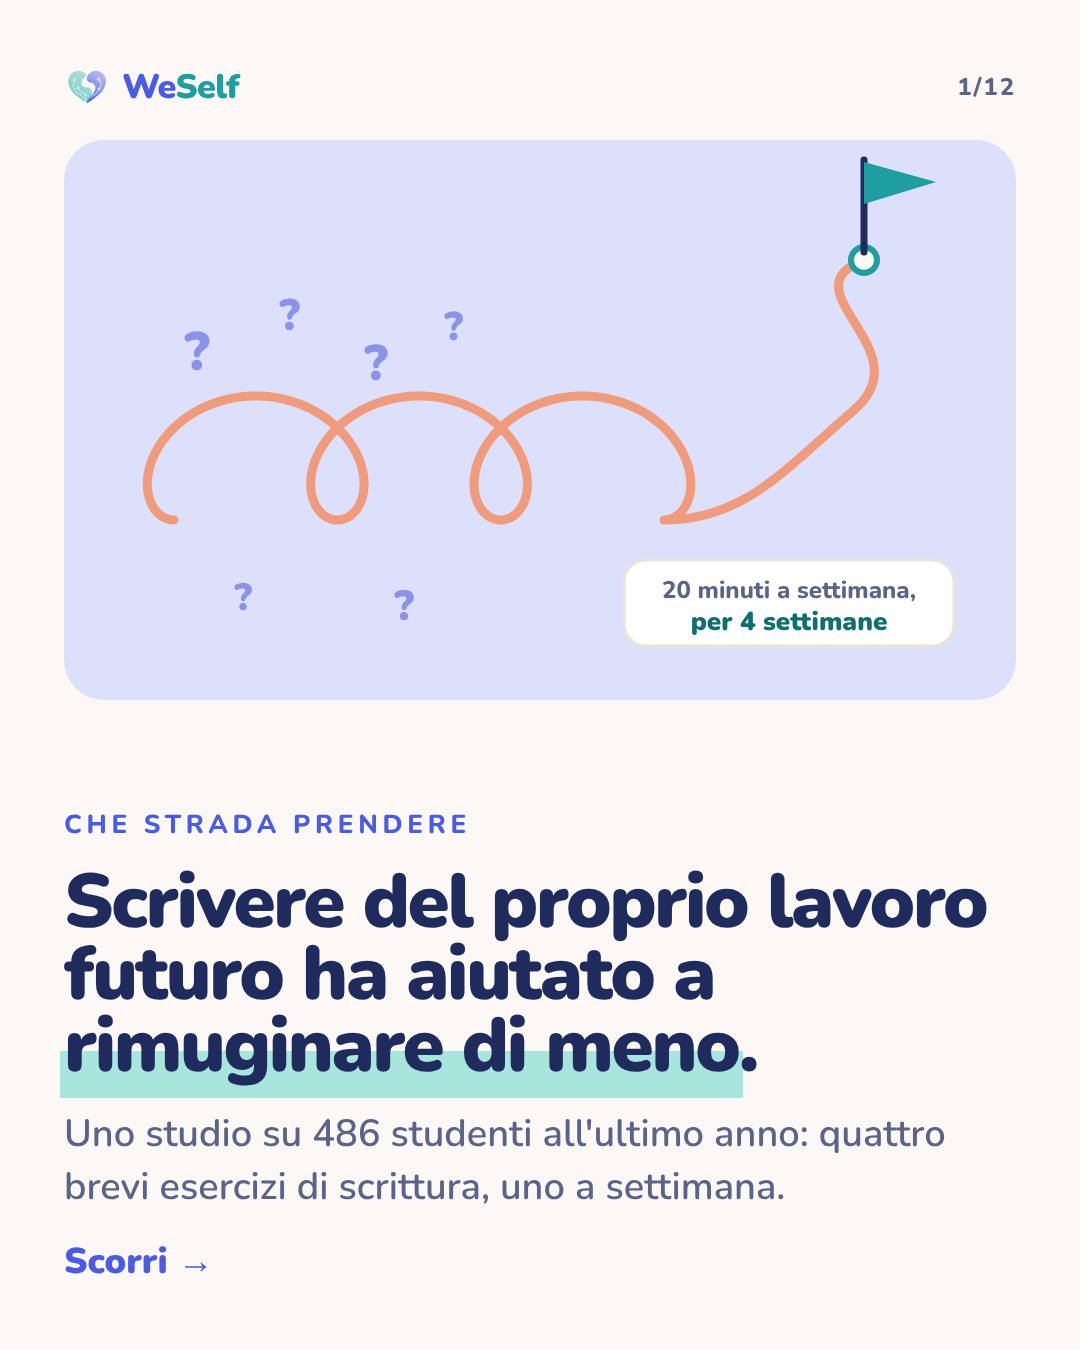 WeSelf
1/12
?
?
?
?
?
?
20 minuti a settimana,
per 4 settimane
CHE STRADA PRENDERE
Scrivere del proprio lavoro
futuro ha aiutato a
rimuginare di meno.
Uno studio su 486 studenti all'ultimo anno: quattro
brevi esercizi di scrittura, uno a settimana.
Scorri →